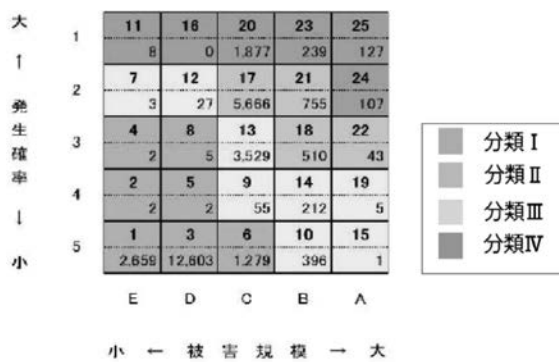 大 ↑ 発生確率 ↓ 小
1 11 16 20 23 25
8 0 1,877 239 127
2 7 12 17 21 24
3 27 5,666 755 107
3 4 8 13 18 22
2 5 3,529 510 43
4 2 5 9 14 19
2 2 55 212 5
5 1 3 6 10 15
2,659 12,603 1,279 396 1
E D C B A
小 ← 被害規模 → 大
分類Ⅰ
分類Ⅱ
分類Ⅲ
分類Ⅳ